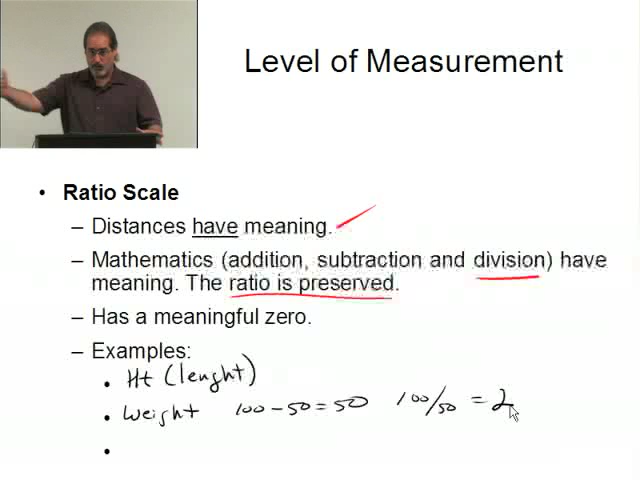 Level of Measurement
• Ratio Scale
– Distances have meaning.
– Mathematics (addition, subtraction and division) have
meaning. The ratio is preserved.
– Has a meaningful zero.
– Examples:
• Ht (lenght)
• Weight 100 - 50 = 50 100/50 = 2
•